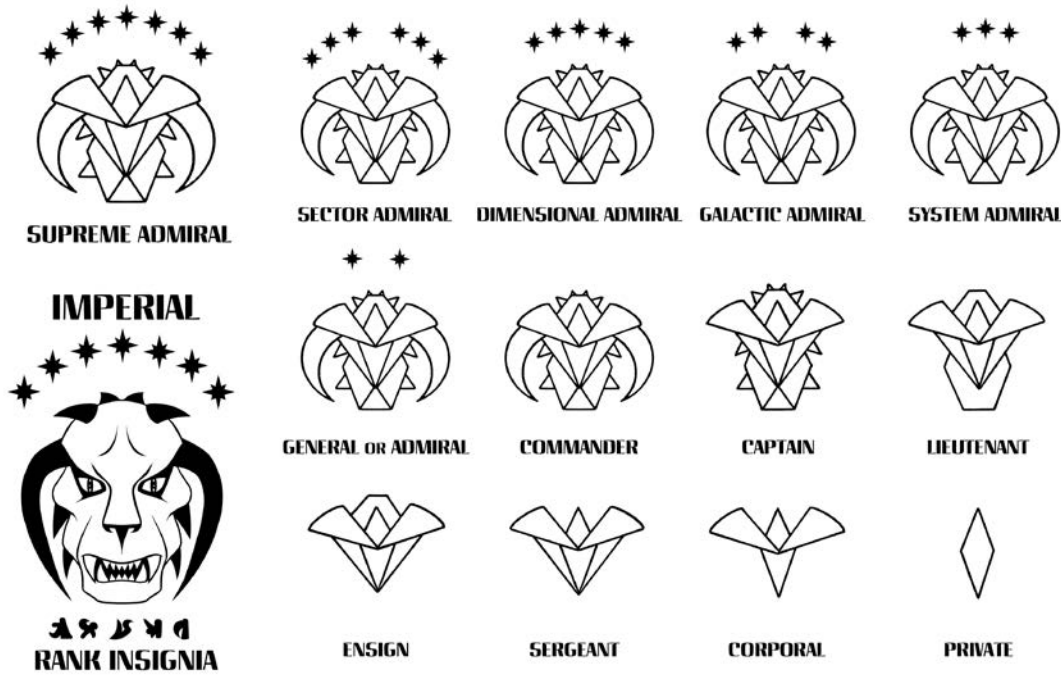 SUPREME ADMIRAL
SECTOR ADMIRAL
DIMENSIONAL ADMIRAL
GALACTIC ADMIRAL
SYSTEM ADMIRAL
IMPERIAL
RANK INSIGNIA
GENERAL OR ADMIRAL
COMMANDER
CAPTAIN
LIEUTENANT
ENSIGN
SERGEANT
CORPORAL
PRIVATE